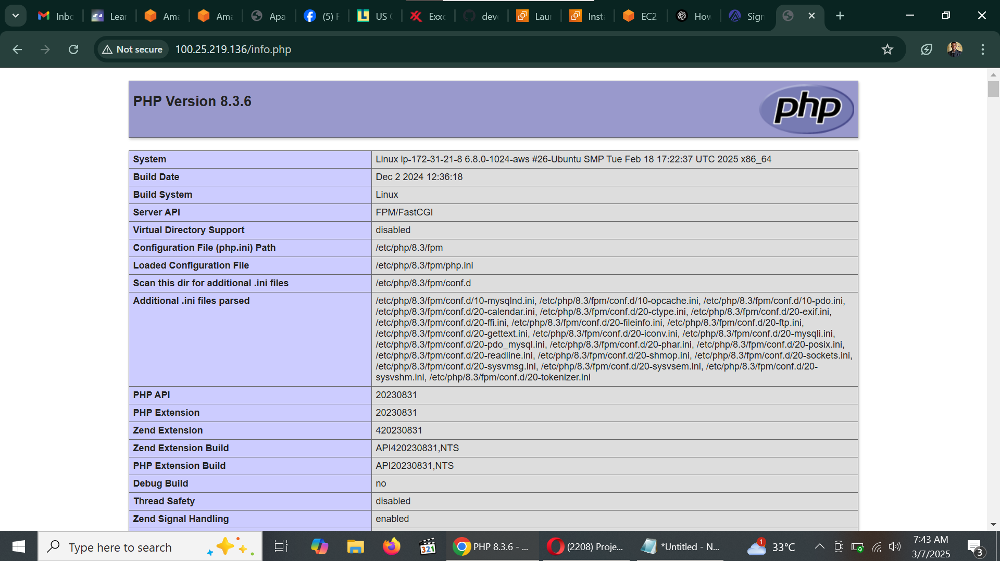 Inbc
Lear
Ama
Ama
Apa
(5) F
US (
Exxc
deve
Laur
Inst
EC2
How
Sign
Not secure
100.25.219.136/info.php
PHP Version 8.3.6
php
System Linux ip-172-31-21-8 6.8.0-1024-aws #26-Ubuntu SMP Tue Feb 18 17:22:37 UTC 2025 x86_64
Build Date Dec 2 2024 12:36:18
Build System Linux
Server API FPM/FastCGI
Virtual Directory Support disabled
Configuration File (php.ini) Path /etc/php/8.3/fpm
Loaded Configuration File /etc/php/8.3/fpm/php.ini
Scan this dir for additional .ini files /etc/php/8.3/fpm/conf.d
Additional .ini files parsed /etc/php/8.3/fpm/conf.d/10-mysqlnd.ini, /etc/php/8.3/fpm/conf.d/10-opcache.ini, /etc/php/8.3/fpm/conf.d/10-pdo.ini,
/etc/php/8.3/fpm/conf.d/20-calendar.ini, /etc/php/8.3/fpm/conf.d/20-ctype.ini, /etc/php/8.3/fpm/conf.d/20-exif.ini,
/etc/php/8.3/fpm/conf.d/20-ffi.ini, /etc/php/8.3/fpm/conf.d/20-fileinfo.ini, /etc/php/8.3/fpm/conf.d/20-ftp.ini,
/etc/php/8.3/fpm/conf.d/20-gettext.ini, /etc/php/8.3/fpm/conf.d/20-iconv.ini, /etc/php/8.3/fpm/conf.d/20-mysqli.ini,
/etc/php/8.3/fpm/conf.d/20-pdo_mysql.ini, /etc/php/8.3/fpm/conf.d/20-phar.ini, /etc/php/8.3/fpm/conf.d/20-posix.ini,
/etc/php/8.3/fpm/conf.d/20-readline.ini, /etc/php/8.3/fpm/conf.d/20-shmop.ini, /etc/php/8.3/fpm/conf.d/20-sockets.ini,
/etc/php/8.3/fpm/conf.d/20-sysvmsg.ini, /etc/php/8.3/fpm/conf.d/20-sysvsem.ini, /etc/php/8.3/fpm/conf.d/20-
sysvshm.ini, /etc/php/8.3/fpm/conf.d/20-tokenizer.ini
PHP API 20230831
PHP Extension 20230831
Zend Extension 420230831
Zend Extension Build API420230831,NTS
PHP Extension Build API20230831,NTS
Debug Build no
Thread Safety disabled
Zend Signal Handling enabled
Type here to search
321
PHP 8.3.6 - ...
(2208) Proje...
*Untitled - N...
1
33°C
7:43 AM
3/7/2025
3